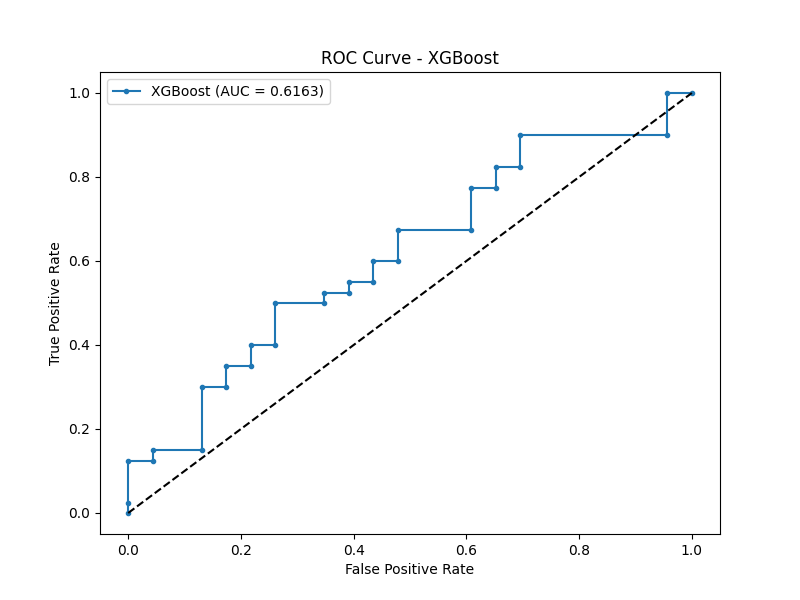 ROC Curve - XGBoost
XGBoost (AUC = 0.6163)
1.0
0.8
0.6
0.4
0.2
0.0
True Positive Rate
0.0 0.2 0.4 0.6 0.8 1.0
False Positive Rate